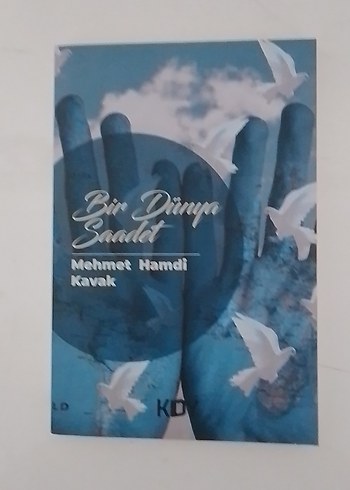 Bir Dünya
Saadet
Mehmet Hamdi
Kavak
KDY